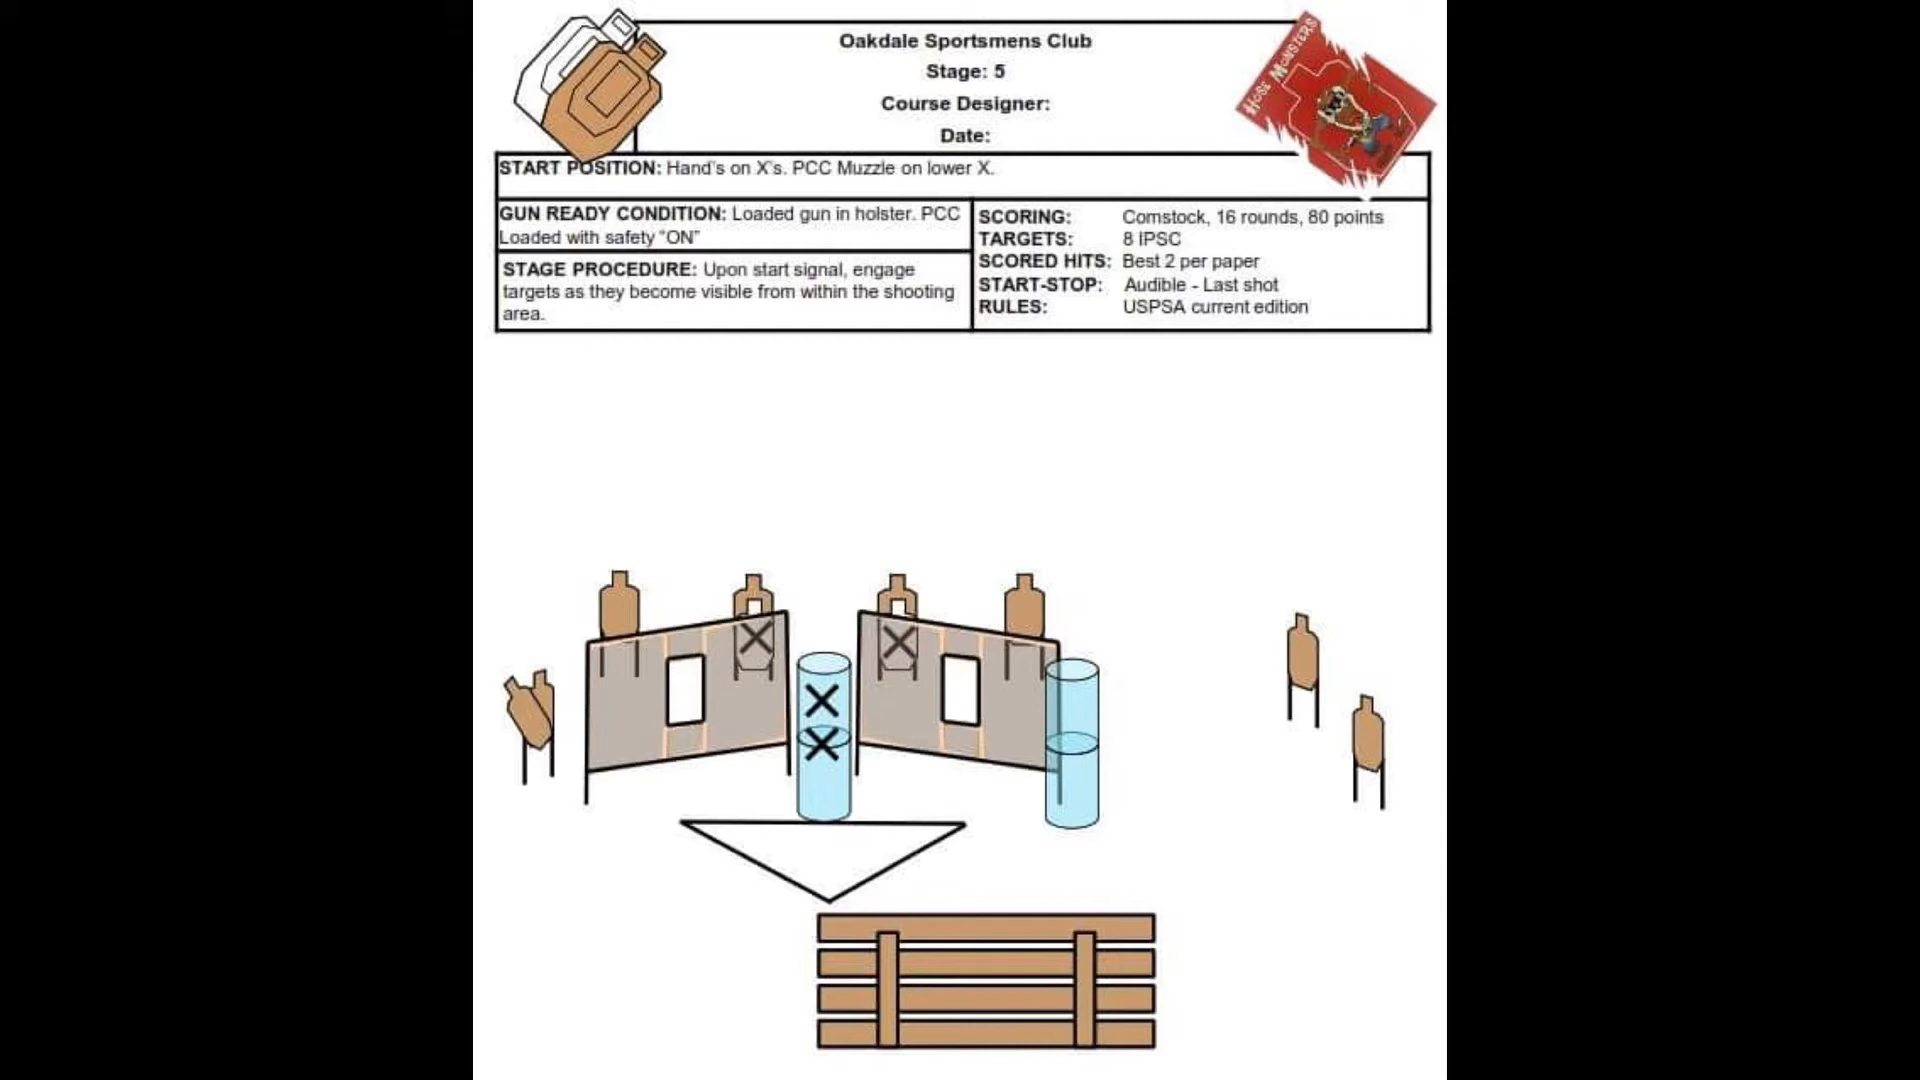 Oakdale Sportsmens Club
Stage: 5
Course Designer:
Date:
HOSE MONSTERS
START POSITION: Hand's on X's. PCC Muzzle on lower X.
GUN READY CONDITION: Loaded gun in holster. PCC
Loaded with safety "ON"
STAGE PROCEDURE: Upon start signal, engage
targets as they become visible from within the shooting
area.
SCORING: Comstock, 16 rounds, 80 points
TARGETS: 8 IPSC
SCORED HITS: Best 2 per paper
START-STOP: Audible - Last shot
RULES: USPSA current edition